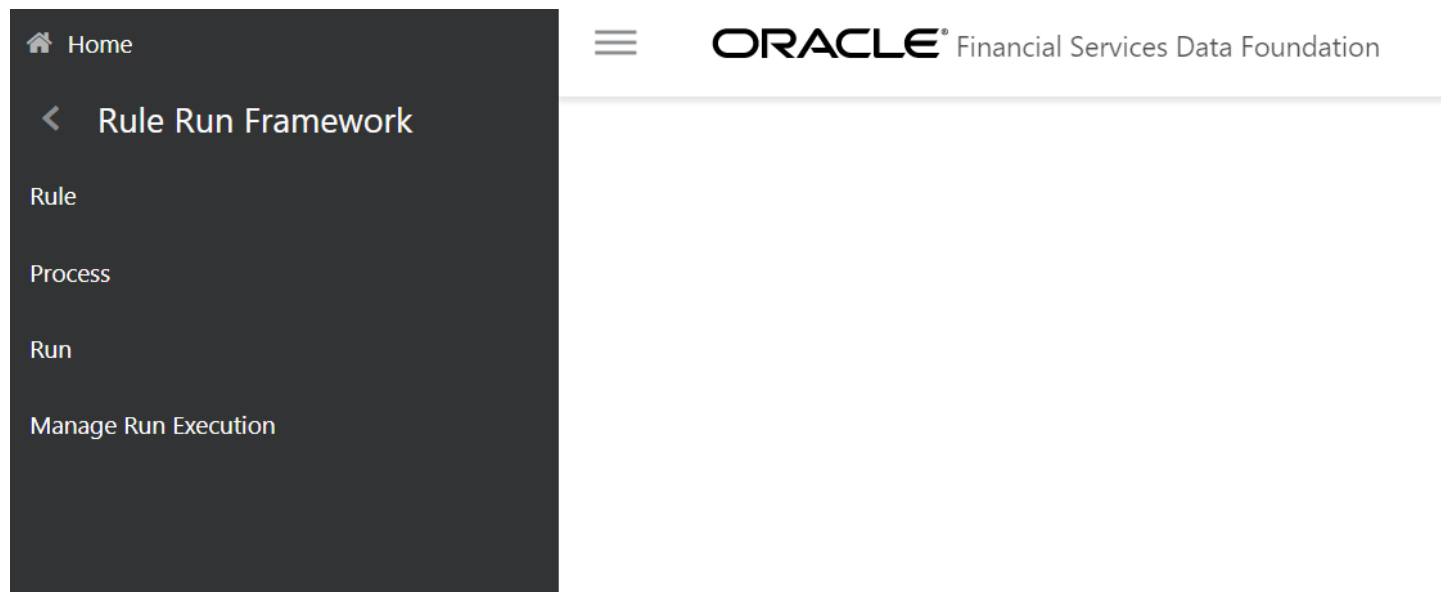 Home
ORACLE® Financial Services Data Foundation
Rule Run Framework
Rule
Process
Run
Manage Run Execution